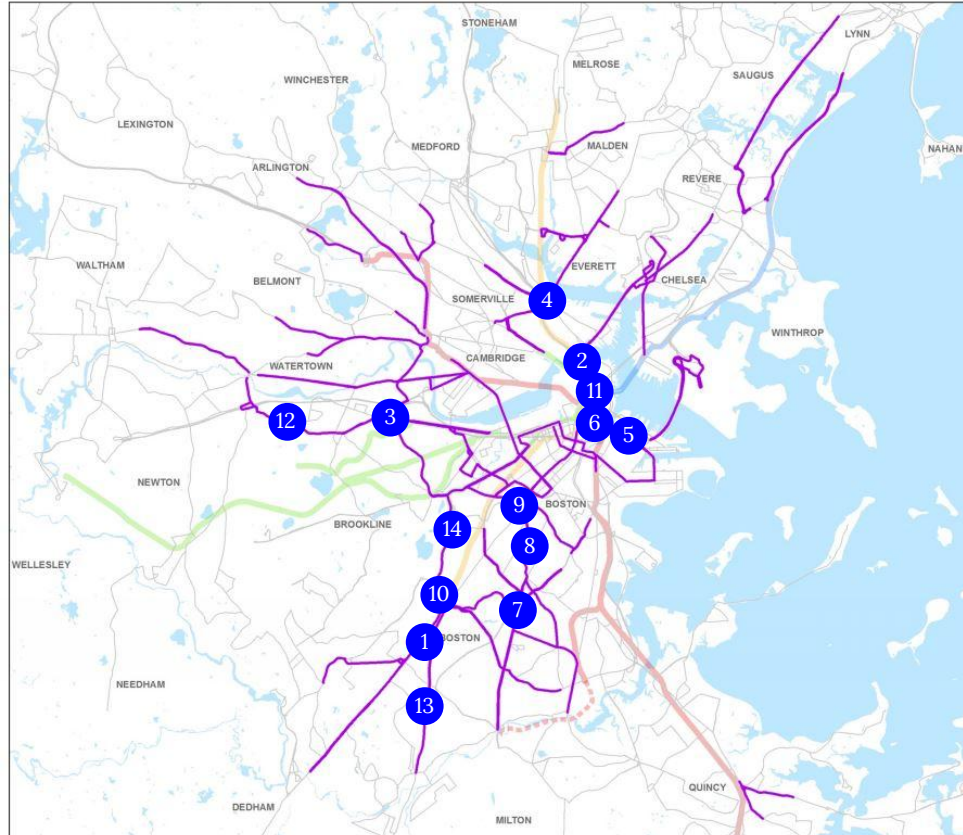 STONEHAM
LYNN
MELROSE
WINCHESTER
SAUGUS
LEXINGTON
MEDFORD
MALDEN
NAHAN
ARLINGTON
REVERE
WALTHAM
EVERETT
BELMONT
CHELSEA
SOMERVILLE
4
WINTHROP
CAMBRIDGE
2
WATERTOWN
11
12
3
6
5
NEWTON
9
BOSTON
BROOKLINE
14
8
WELLESLEY
10
7
1
BOSTON
NEEDHAM
13
QUINCY
DEDHAM
MILTON